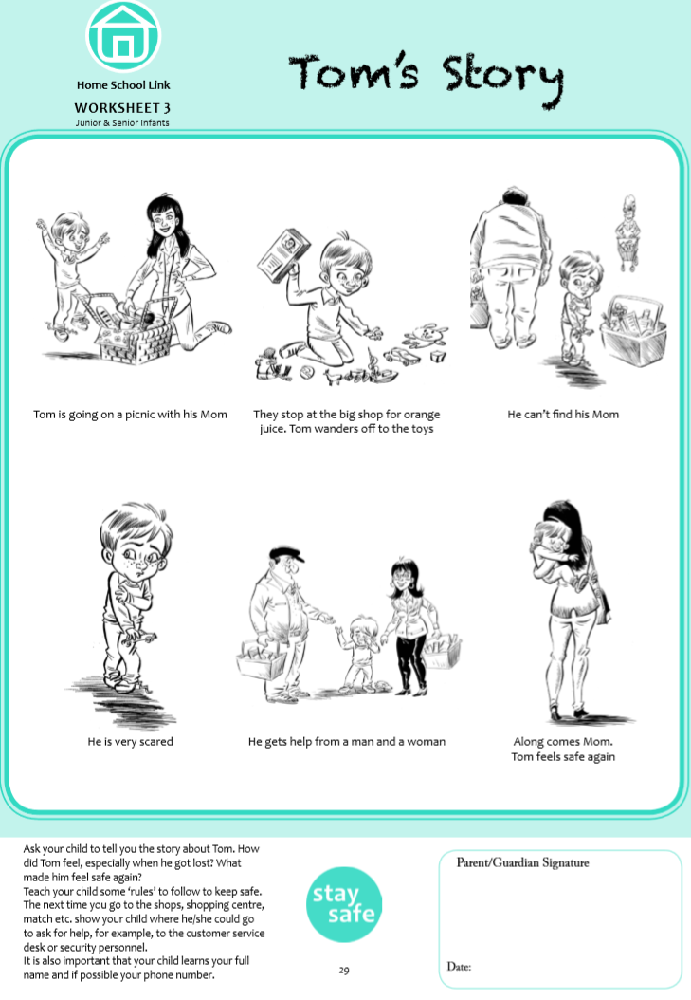 Home School Link
WORKSHEET 3
Junior & Senior Infants
Tom's Story
Tom is going on a picnic with his Mom
They stop at the big shop for orange
juice. Tom wanders off to the toys
He can't find his Mom
He is very scared
He gets help from a man and a woman
Along comes Mom.
Tom feels safe again
Ask your child to tell you the story about Tom. How
did Tom feel, especially when he got lost? What
made him feel safe again?
Teach your child some 'rules' to follow to keep safe.
The next time you go to the shops, shopping centre,
match etc. show your child where he/she could go
to ask for help, for example, to the customer service
desk or security personnel.
It is also important that your child learns your full
name and if possible your phone number.
stay
safe
29
Parent/Guardian Signature
Date: